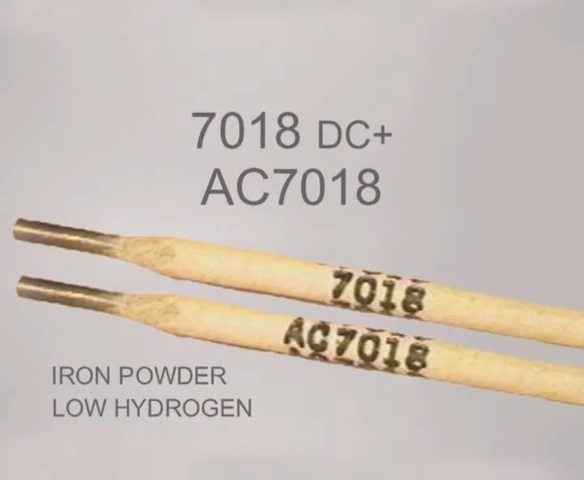 7018 DC+
AC7018
7018
AC7018
IRON POWDER
LOW HYDROGEN